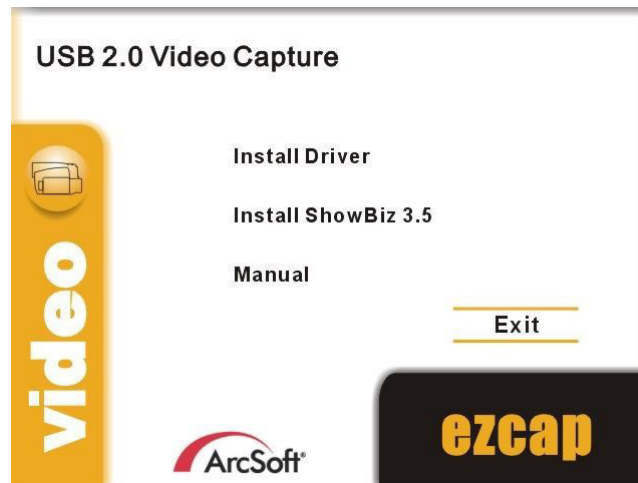 USB 2.0 Video Capture
Install Driver
Install ShowBiz 3.5
Manual
Exit
video
ArcSoft®
ezcap